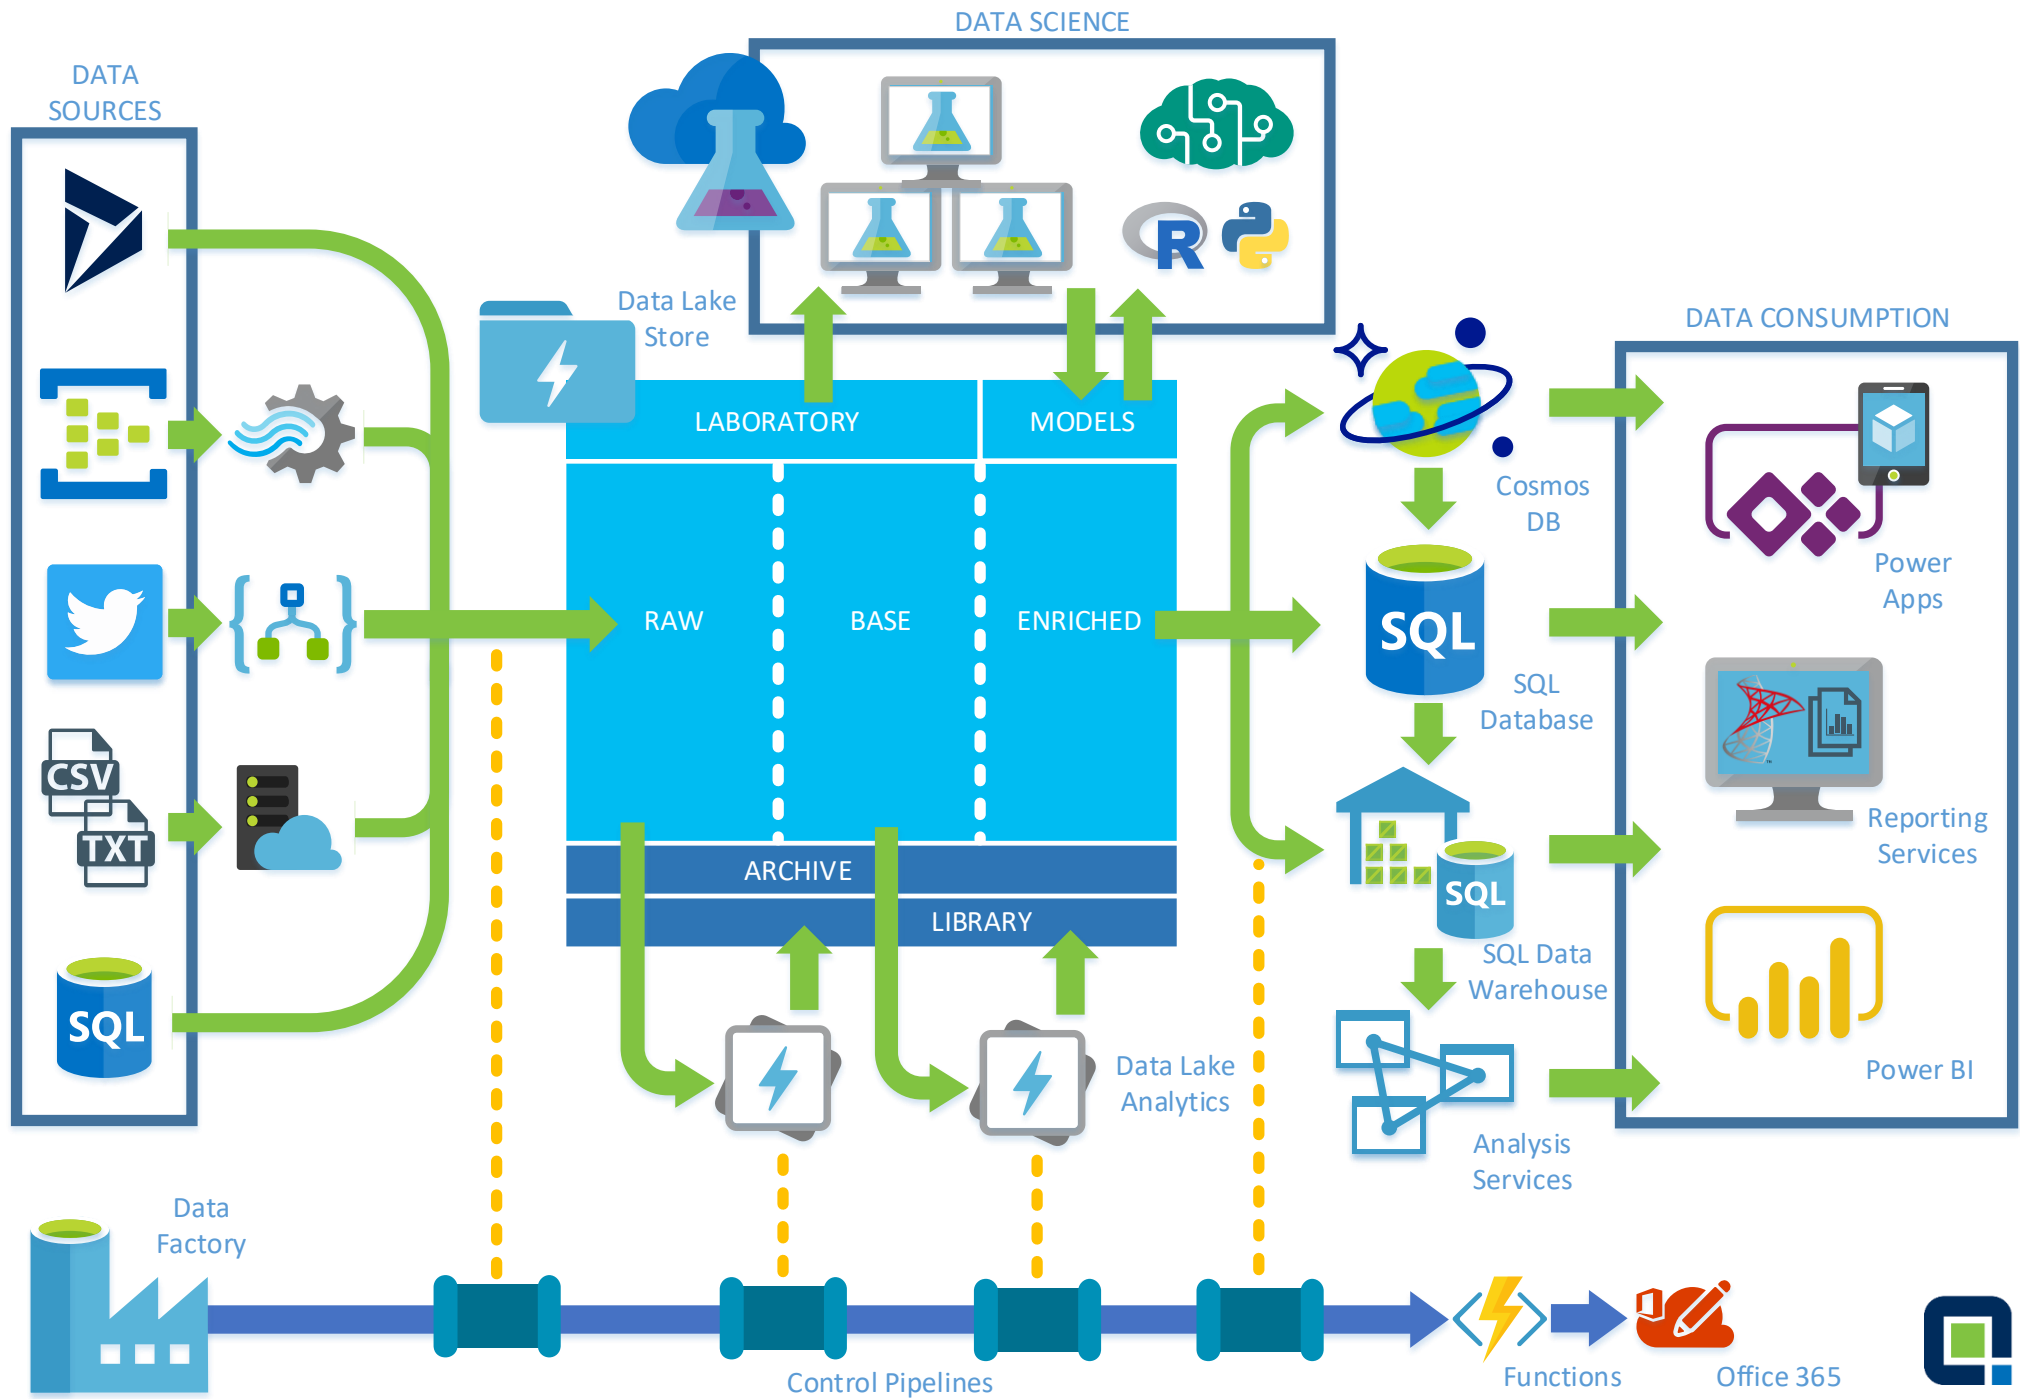 DATA SCIENCE
DATA
SOURCES
Data Lake
Store
R
DATA CONSUMPTION
LABORATORY
MODELS
Cosmos
DB
Power
Apps
RAW
BASE
ENRICHED
SQL
SQL
Database
CSV
TXT
Reporting
Services
ARCHIVE
LIBRARY
SQL
SQL Data
Warehouse
SQL
Data Lake
Analytics
Power BI
Analysis
Services
Data
Factory
Control Pipelines
Functions
Office 365